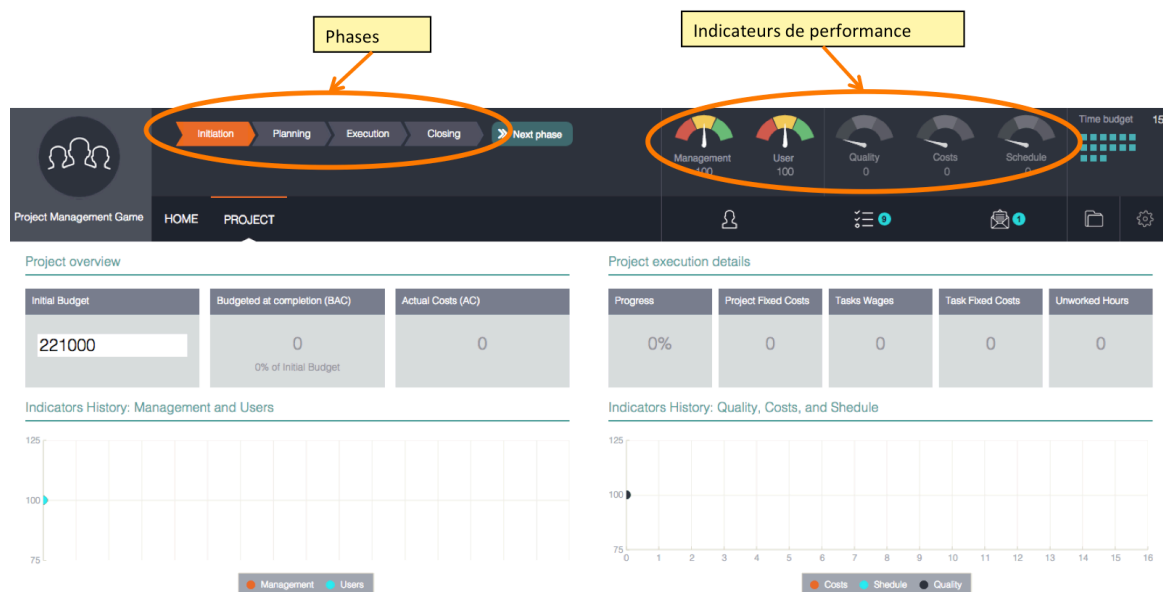 Phases
Indicateurs de performance
Initiation
Planning
Execution
Closing
Next phase
Management
100
User
100
Quality
0
Costs
0
Schedule
0
Time budget
15
Project Management Game
HOME
PROJECT
9
1
Project overview
Initial Budget
221000
Budgeted at completion (BAC)
0
0% of Initial Budget
Actual Costs (AC)
0
Project execution details
Progress
0%
Project Fixed Costs
0
Tasks Wages
0
Task Fixed Costs
0
Unworked Hours
0
Indicators History: Management and Users
125
100
75
Management
Users
Indicators History: Quality, Costs, and Shedule
125
100
75
0 1 2 3 4 5 6 7 8 9 10 11 12 13 14 15 16
Costs
Shedule
Quality